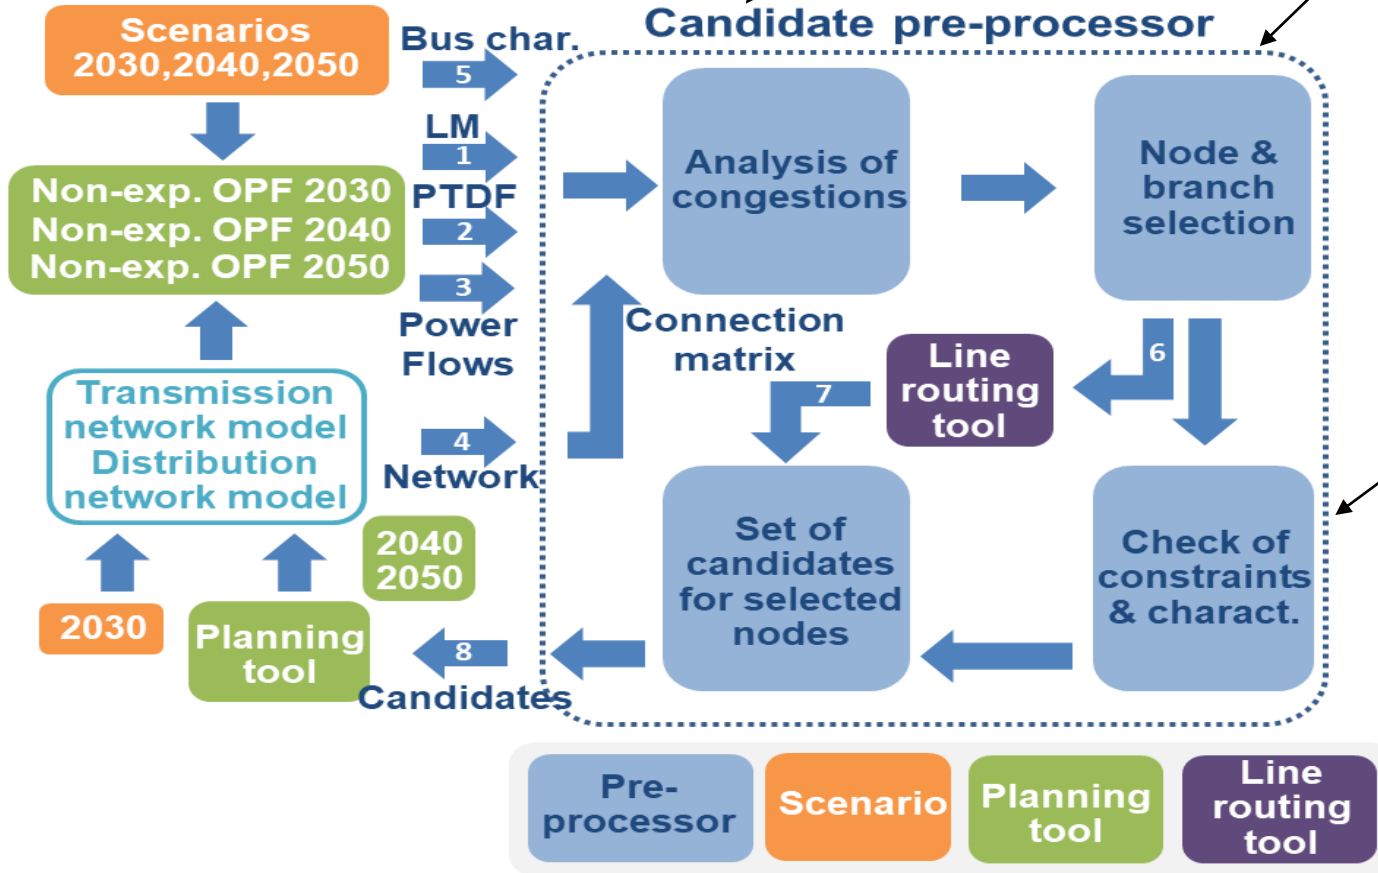 Candidate pre-processor
Scenarios
2030,2040,2050
Bus char.
5
LM
1
PTDF
2
3
Power
Flows
4
Network
Non-exp. OPF 2030
Non-exp. OPF 2040
Non-exp. OPF 2050
Transmission
network model
Distribution
network model
2040
2050
2030
Planning
tool
8
Candidates
Analysis of
congestions
Node &
branch
selection
Connection
matrix
7
Line
routing
tool
6
Set of
candidates
for selected
nodes
Check of
constraints
& charact.
Pre-
processor
Scenario
Planning
tool
Line
routing
tool